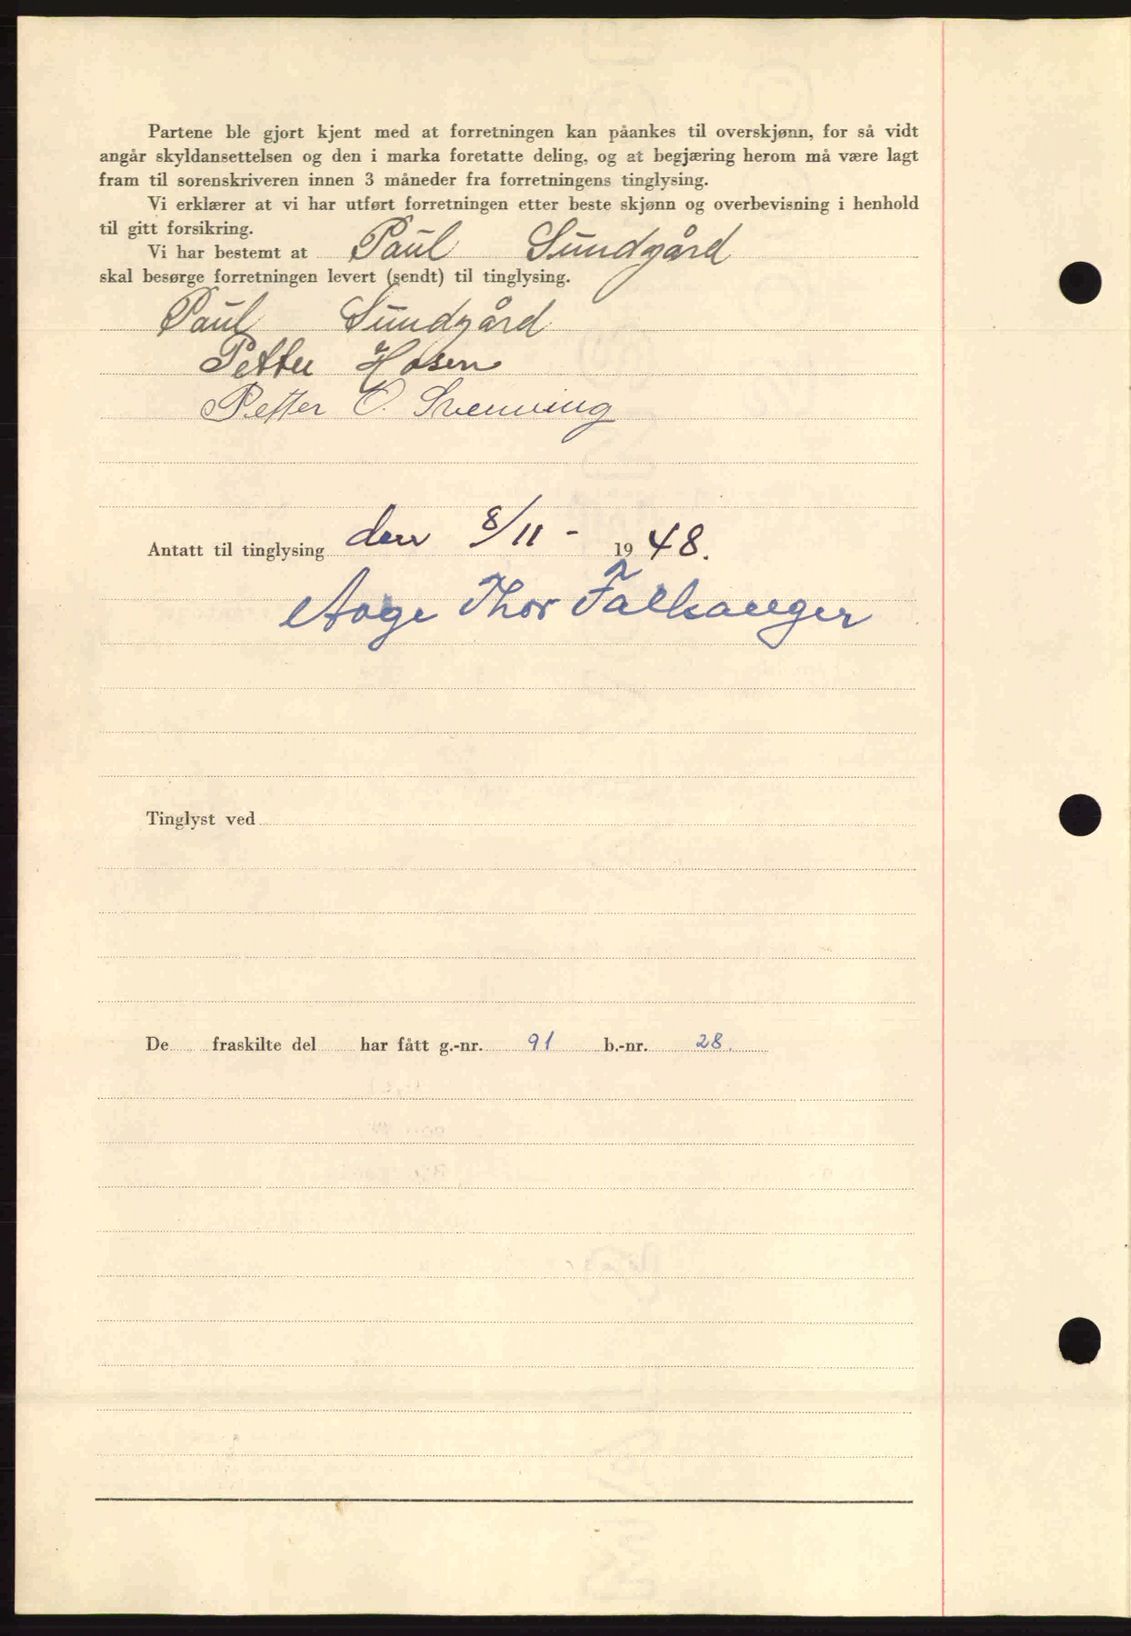 Partene ble gjort kjent med at forretningen kan påankes til overskjønn, for så vidt
angår skyldansettelsen og den i marka foretatte deling, og at begjæring herom må være lagt
fram til sorenskriveren innen 3 måneder fra forretningens tinglysing.
Vi erklærer at vi har utført forretningen etter beste skjønn og overbevisning i henhold
til gitt forsikring.
Vi har bestemt at Paul Sundgård
skal besørge forretningen levert (sendt) til tinglysing.
Paul Sundgård
Petter Hosen
Petter O. Svenning
Antatt til tinglysing den 8/11 - 1948.
Aage Thor Falkanger
Tinglyst ved
De fraskilte del har fått g.-nr. 91 b.-nr. 28.